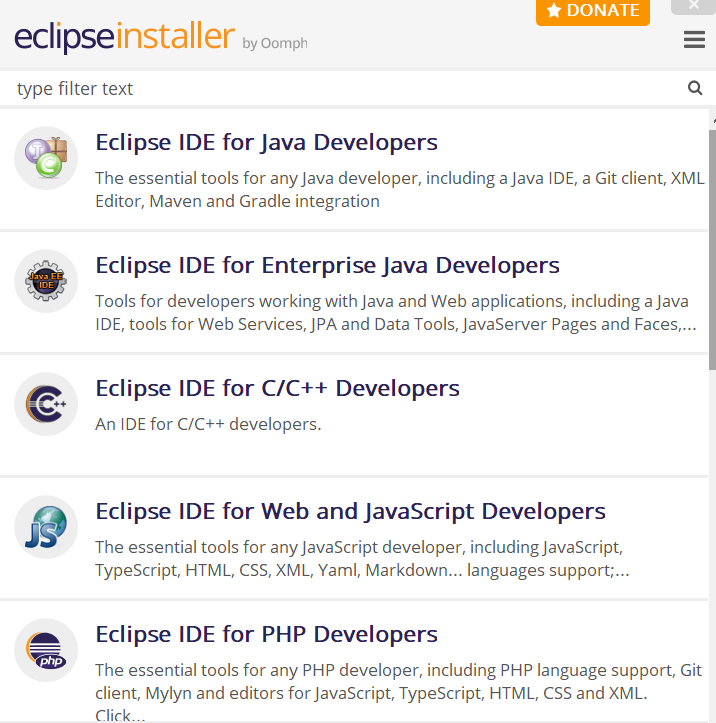 DONATE
eclipseinstaller by Oomph
type filter text
Eclipse IDE for Java Developers
The essential tools for any Java developer, including a Java IDE, a Git client, XML
Editor, Maven and Gradle integration
Java EE
IDE
Eclipse IDE for Enterprise Java Developers
Tools for developers working with Java and Web applications, including a Java
IDE, tools for Web Services, JPA and Data Tools, JavaServer Pages and Faces,...
C++
Eclipse IDE for C/C++ Developers
An IDE for C/C++ developers.
JS
Eclipse IDE for Web and JavaScript Developers
The essential tools for any JavaScript developer, including JavaScript,
TypeScript, HTML, CSS, XML, Yaml, Markdown... languages support;...
php
Eclipse IDE for PHP Developers
The essential tools for any PHP developer, including PHP language support, Git
client, Mylyn and editors for JavaScript, TypeScript, HTML, CSS and XML.
Click...